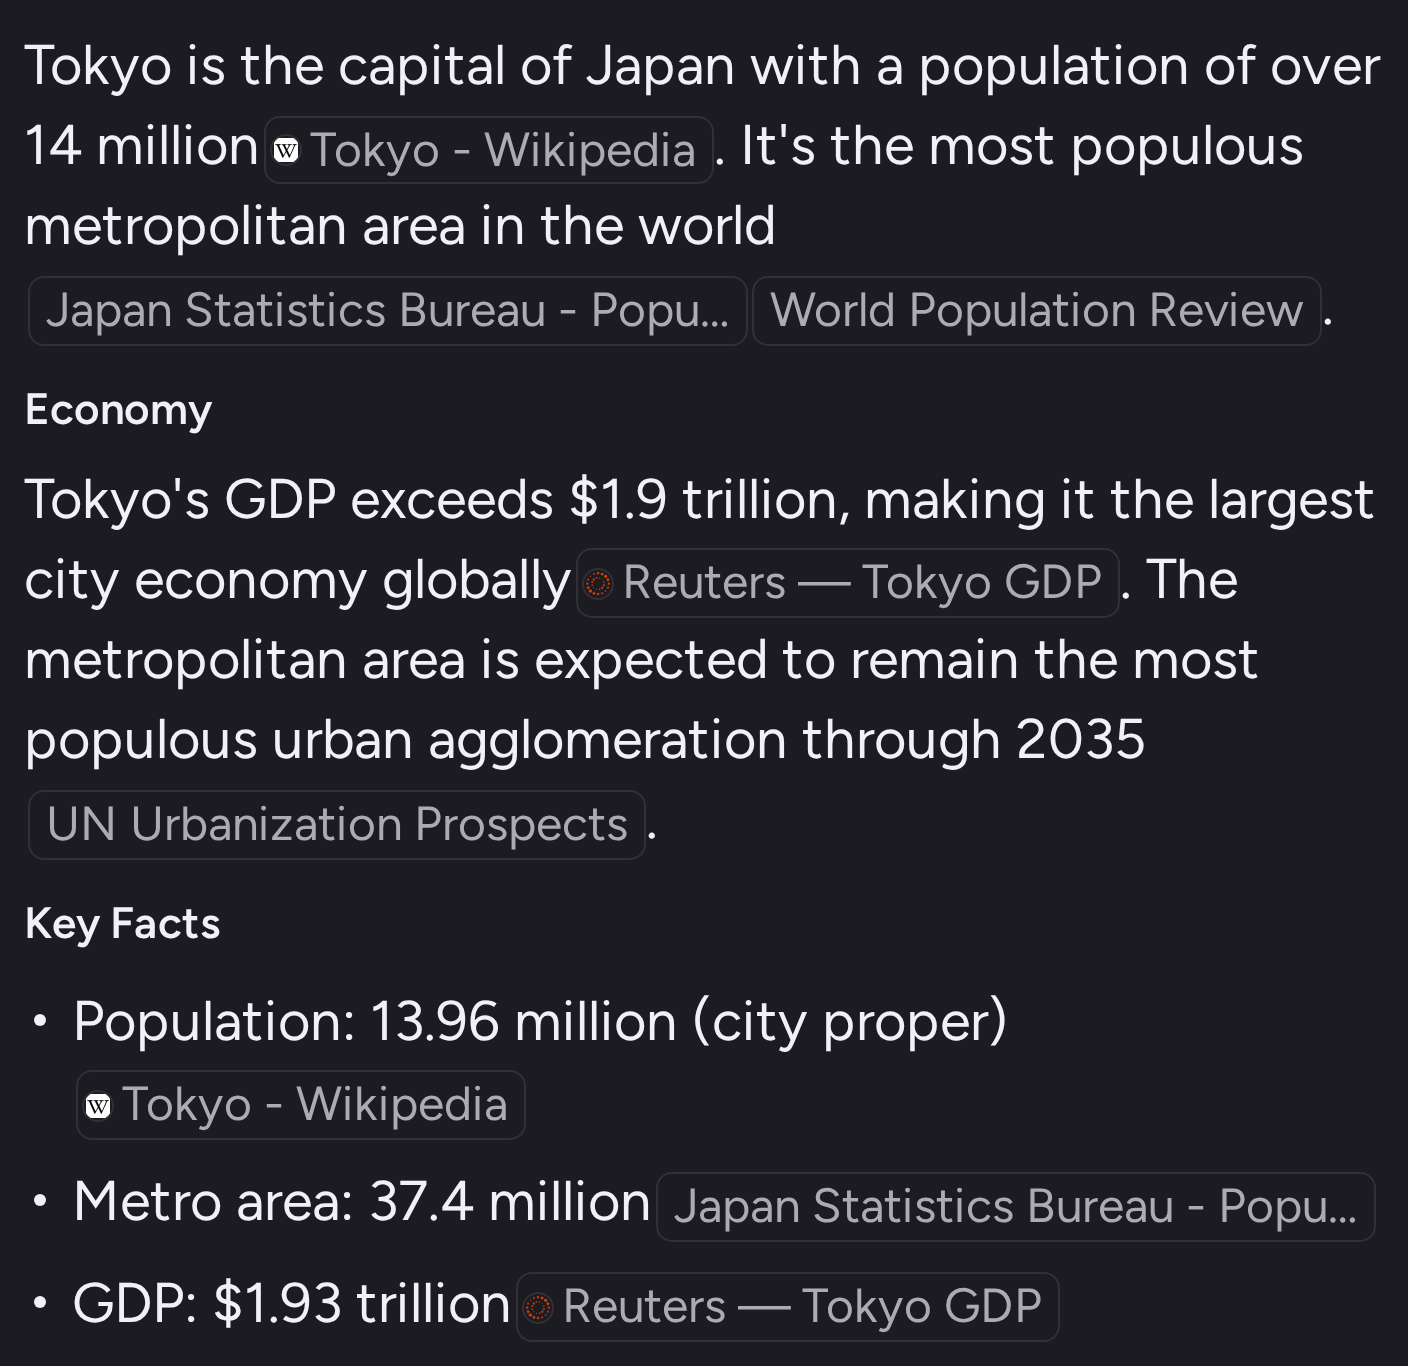 Tokyo is the capital of Japan with a population of over
14 million W Tokyo - Wikipedia . It's the most populous
metropolitan area in the world
Japan Statistics Bureau - Popu... World Population Review .
Economy
Tokyo's GDP exceeds $1.9 trillion, making it the largest
city economy globally Reuters — Tokyo GDP . The
metropolitan area is expected to remain the most
populous urban agglomeration through 2035
UN Urbanization Prospects .
Key Facts
• Population: 13.96 million (city proper)
W Tokyo - Wikipedia
• Metro area: 37.4 million Japan Statistics Bureau - Popu...
• GDP: $1.93 trillion Reuters — Tokyo GDP